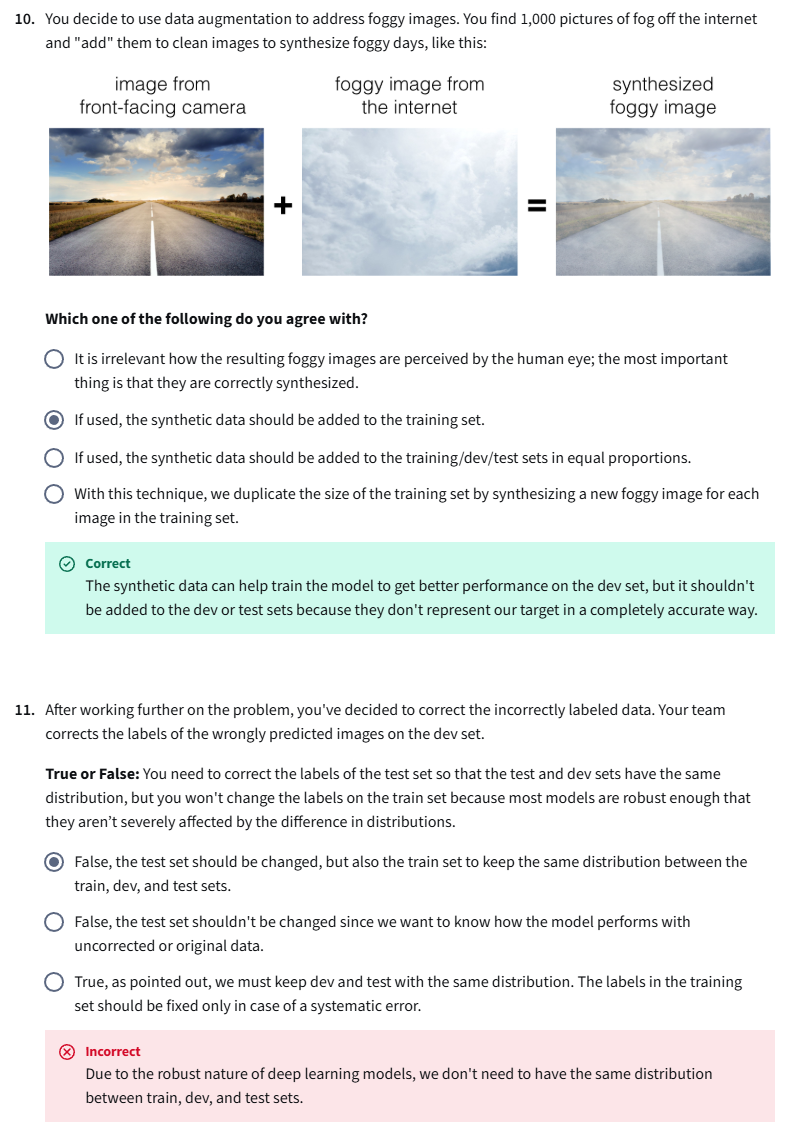 10. You decide to use data augmentation to address foggy images. You find 1,000 pictures of fog off the internet
and "add" them to clean images to synthesize foggy days, like this:
image from
front-facing camera
foggy image from
the internet
synthesized
foggy image
+
=
Which one of the following do you agree with?
It is irrelevant how the resulting foggy images are perceived by the human eye; the most important
thing is that they are correctly synthesized.
If used, the synthetic data should be added to the training set.
If used, the synthetic data should be added to the training/dev/test sets in equal proportions.
With this technique, we duplicate the size of the training set by synthesizing a new foggy image for each
image in the training set.
Correct
The synthetic data can help train the model to get better performance on the dev set, but it shouldn't
be added to the dev or test sets because they don't represent our target in a completely accurate way.
11. After working further on the problem, you've decided to correct the incorrectly labeled data. Your team
corrects the labels of the wrongly predicted images on the dev set.
True or False: You need to correct the labels of the test set so that the test and dev sets have the same
distribution, but you won't change the labels on the train set because most models are robust enough that
they aren’t severely affected by the difference in distributions.
False, the test set should be changed, but also the train set to keep the same distribution between the
train, dev, and test sets.
False, the test set shouldn't be changed since we want to know how the model performs with
uncorrected or original data.
True, as pointed out, we must keep dev and test with the same distribution. The labels in the training
set should be fixed only in case of a systematic error.
Incorrect
Due to the robust nature of deep learning models, we don't need to have the same distribution
between train, dev, and test sets.